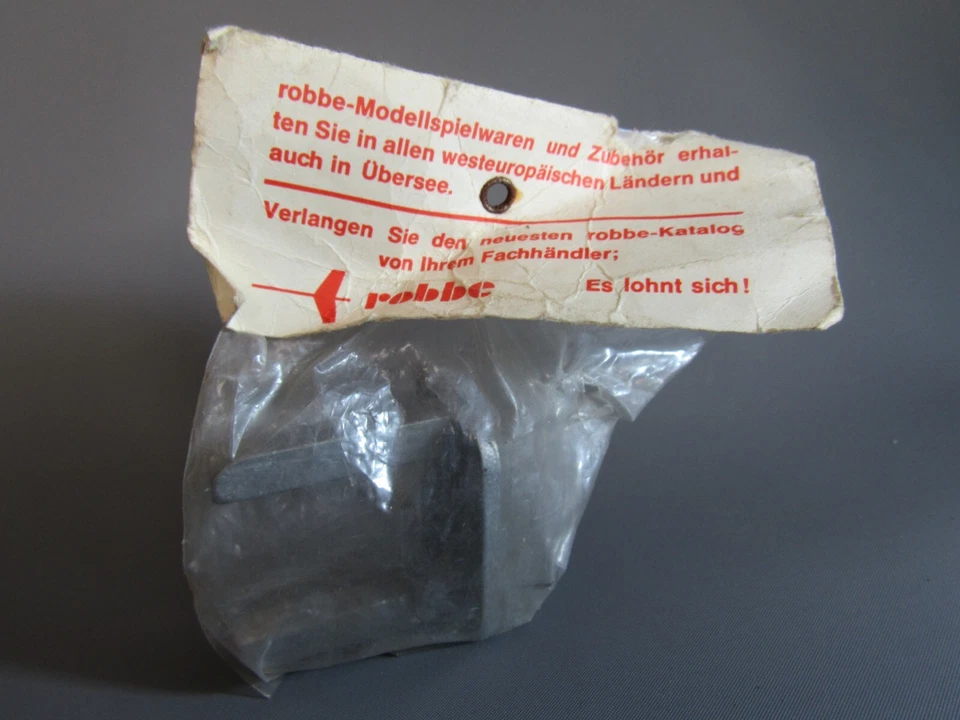 robbe-Modellspielwaren und Zubehör erhal-
ten Sie in allen westeuropäischen Ländern und
auch in Übersee.
Verlangen Sie den neuesten robbe-Katalog
von Ihrem Fachhändler;
robbe Es lohnt sich!